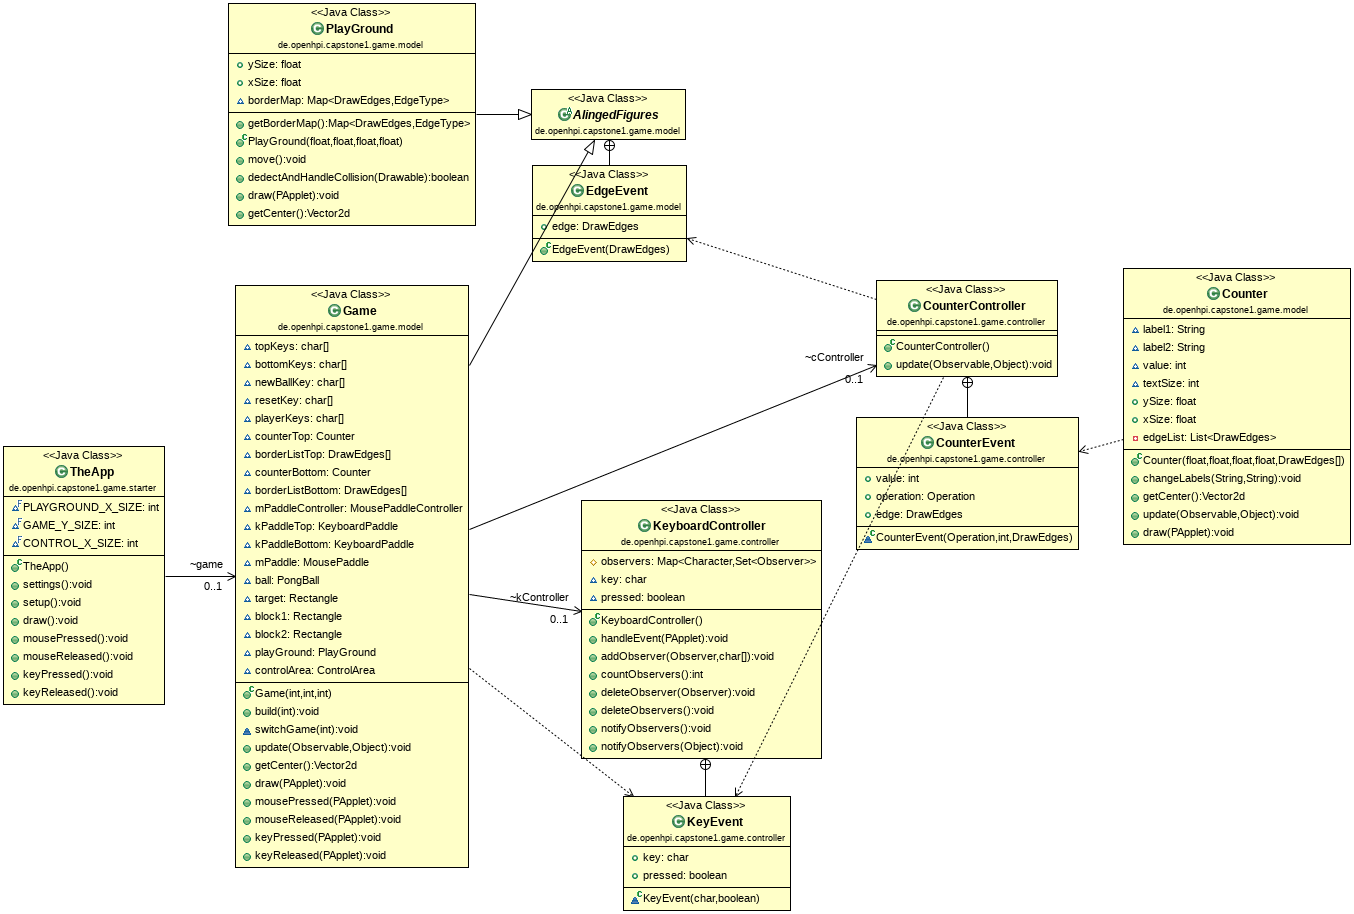 <<Java Class>>
PlayGround
de.openhpi.capstone1.game.model
ySize: float
xSize: float
borderMap: Map<DrawEdges,EdgeType>
getBorderMap():Map<DrawEdges,EdgeType>
PlayGround(float,float,float,float)
move():void
dedectAndHandleCollision(Drawable):boolean
draw(PApplet):void
getCenter():Vector2d
<<Java Class>>
AlingedFigures
de.openhpi.capstone1.game.model
<<Java Class>>
EdgeEvent
de.openhpi.capstone1.game.model
edge: DrawEdges
EdgeEvent(DrawEdges)
<<Java Class>>
Game
de.openhpi.capstone1.game.model
topKeys: char[]
bottomKeys: char[]
newBallKey: char[]
resetKey: char[]
playerKeys: char[]
counterTop: Counter
borderListTop: DrawEdges[]
counterBottom: Counter
borderListBottom: DrawEdges[]
mPaddleController: MousePaddleController
kPaddleTop: KeyboardPaddle
kPaddleBottom: KeyboardPaddle
mPaddle: MousePaddle
ball: PongBall
target: Rectangle
block1: Rectangle
block2: Rectangle
playGround: PlayGround
controlArea: ControlArea
Game(int,int,int)
build(int):void
switchGame(int):void
update(Observable,Object):void
getCenter():Vector2d
draw(PApplet):void
mousePressed(PApplet):void
mouseReleased(PApplet):void
keyPressed(PApplet):void
keyReleased(PApplet):void
<<Java Class>>
TheApp
de.openhpi.capstone1.game.starter
PLAYGROUND_X_SIZE: int
GAME_Y_SIZE: int
CONTROL_X_SIZE: int
TheApp()
settings():void
setup():void
draw():void
mousePressed():void
mouseReleased():void
keyPressed():void
keyReleased():void
~game
0..1
~cController
0..1
~kController
0..1
<<Java Class>>
CounterController
de.openhpi.capstone1.game.controller
CounterController()
update(Observable,Object):void
<<Java Class>>
CounterEvent
de.openhpi.capstone1.game.controller
value: int
operation: Operation
edge: DrawEdges
CounterEvent(Operation,int,DrawEdges)
<<Java Class>>
Counter
de.openhpi.capstone1.game.model
label1: String
label2: String
value: int
textSize: int
ySize: float
xSize: float
edgeList: List<DrawEdges>
Counter(float,float,float,float,DrawEdges[])
changeLabels(String,String):void
getCenter():Vector2d
update(Observable,Object):void
draw(PApplet):void
<<Java Class>>
KeyboardController
de.openhpi.capstone1.game.controller
observers: Map<Character,Set<Observer>>
key: char
pressed: boolean
KeyboardController()
handleEvent(PApplet):void
addObserver(Observer,char[]):void
countObservers():int
deleteObserver(Observer):void
deleteObservers():void
notifyObservers():void
notifyObservers(Object):void
<<Java Class>>
KeyEvent
de.openhpi.capstone1.game.controller
key: char
pressed: boolean
KeyEvent(char,boolean)